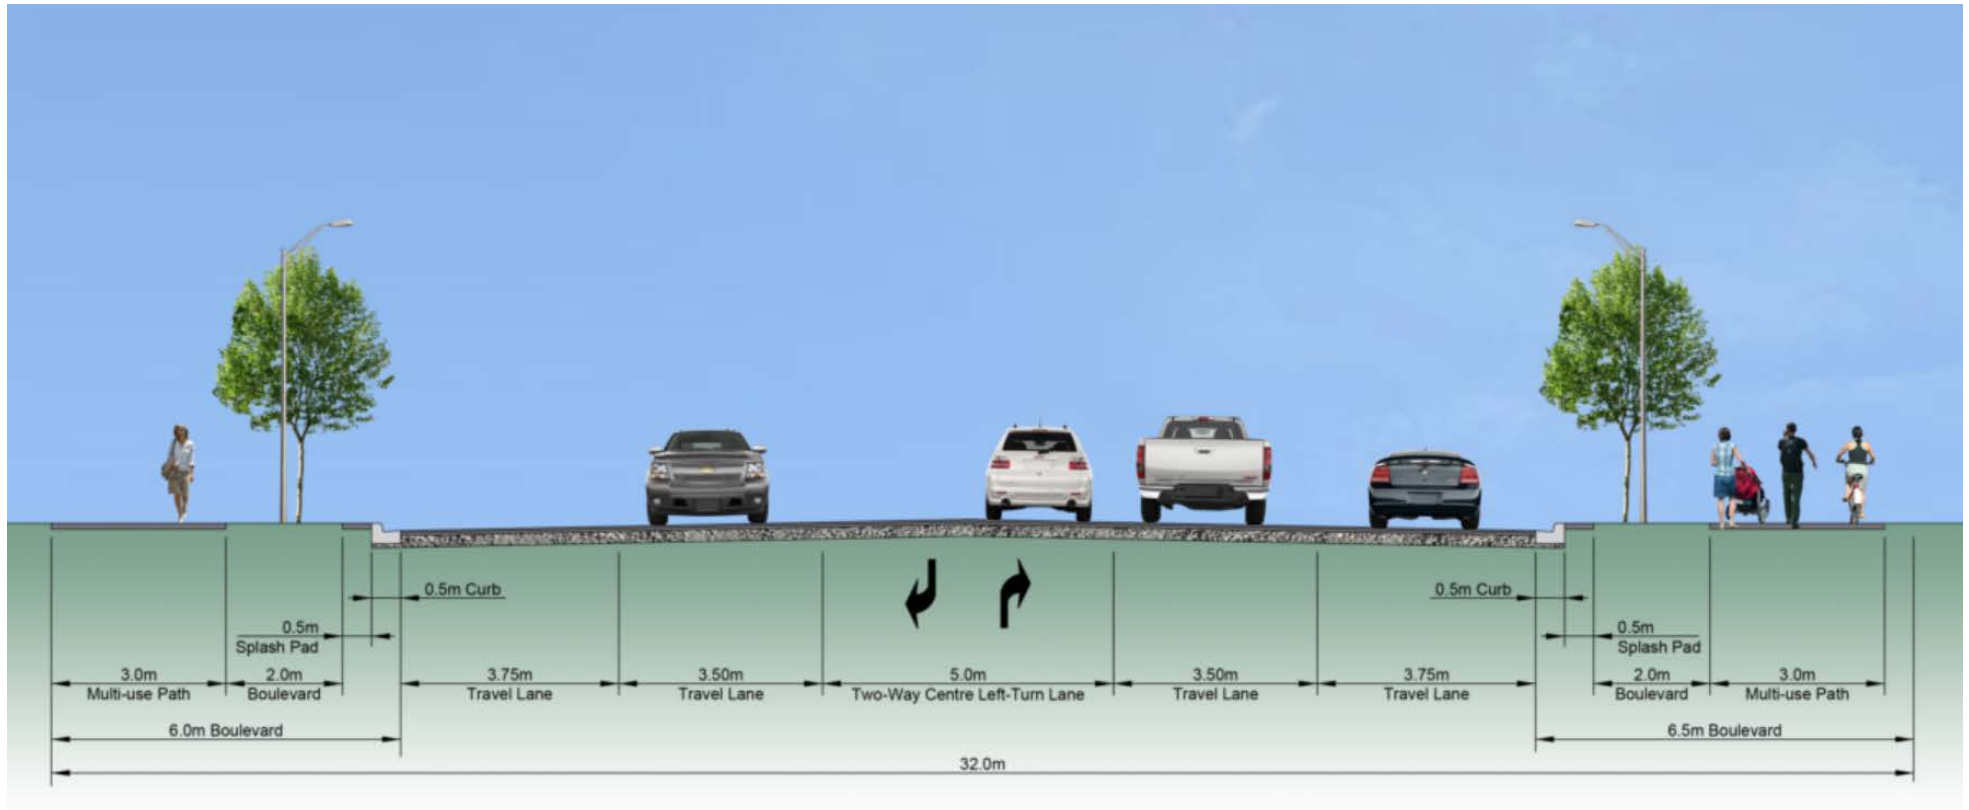 0.5m Curb
0.5m
Splash Pad
3.0m
Multi-use Path
2.0m
Boulevard
3.75m
Travel Lane
3.50m
Travel Lane
5.0m
Two-Way Centre Left-Turn Lane
3.50m
Travel Lane
3.75m
Travel Lane
0.5m Curb
0.5m
Splash Pad
2.0m
Boulevard
3.0m
Multi-use Path
6.0m Boulevard
6.5m Boulevard
32.0m